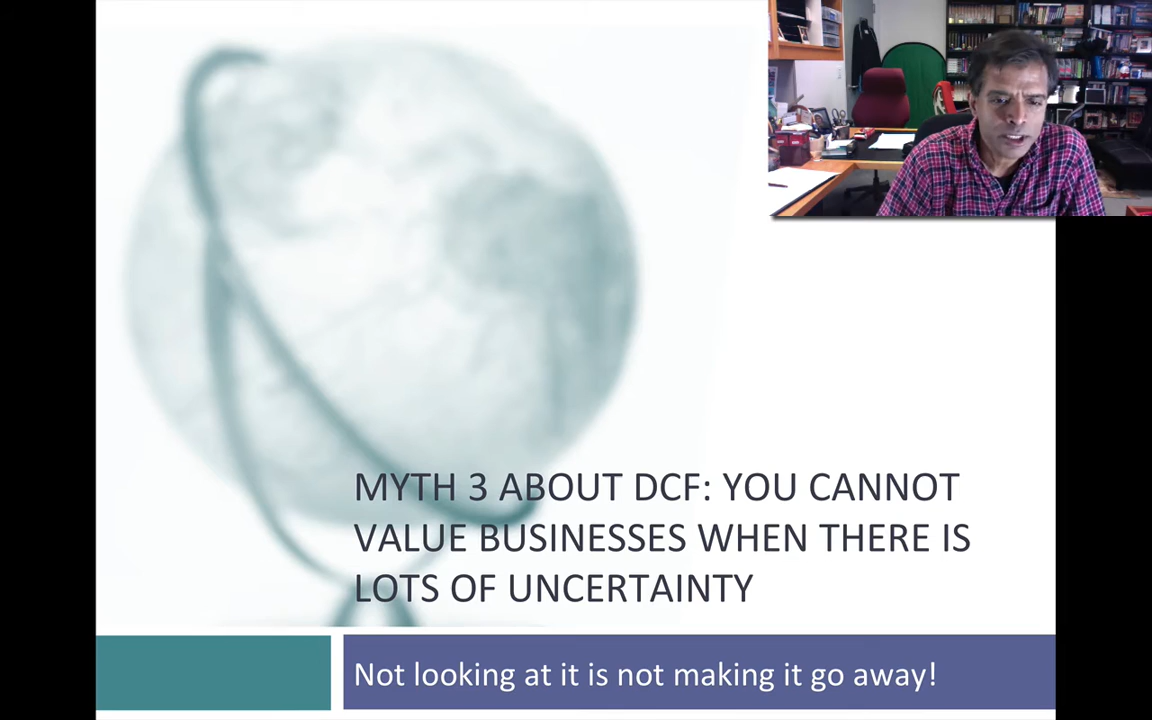 MYTH 3 ABOUT DCF: YOU CANNOT
VALUE BUSINESSES WHEN THERE IS
LOTS OF UNCERTAINTY
Not looking at it is not making it go away!